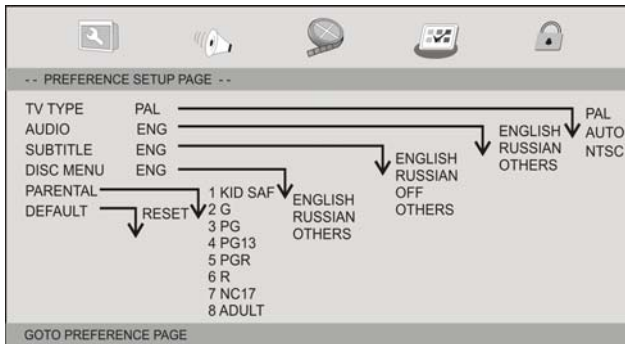 -- PREFERENCE SETUP PAGE --
TV TYPE PAL
AUDIO ENG
SUBTITLE ENG
DISC MENU ENG
PARENTAL
DEFAULT
RESET
1 KID SAF
2 G
3 PG
4 PG13
5 PGR
6 R
7 NC17
8 ADULT
ENGLISH
RUSSIAN
OTHERS
ENGLISH
RUSSIAN
OFF
OTHERS
ENGLISH
RUSSIAN
OTHERS
PAL
AUTO
NTSC
GOTO PREFERENCE PAGE